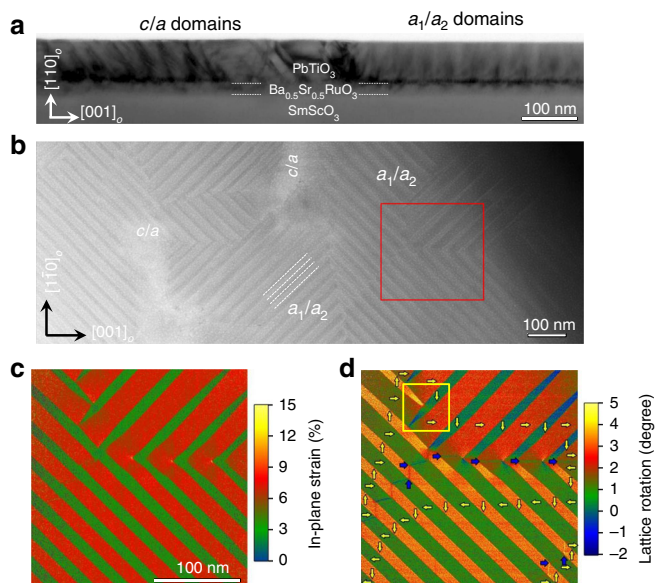 c/a domains
a₁/a₂ domains
a
[110]ₒ
[001]ₒ
PbTiO₃
Ba₀.₅Sr₀.₅RuO₃
SmScO₃
100 nm
b
c/a
c/a
a₁/a₂
a₁/a₂
[11̄0]ₒ
[001]ₒ
100 nm
c
15
12
9
6
3
0
In-plane strain (%)
100 nm
d
5
4
3
2
1
0
−1
−2
Lattice rotation (degree)